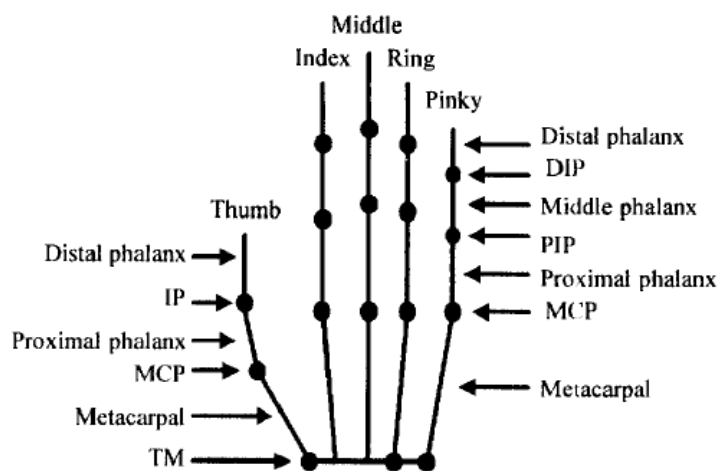 Middle
Index Ring
Pinky
Thumb
Distal phalanx
IP
Proximal phalanx
MCP
Metacarpal
TM
Distal phalanx
DIP
Middle phalanx
PIP
Proximal phalanx
MCP
Metacarpal